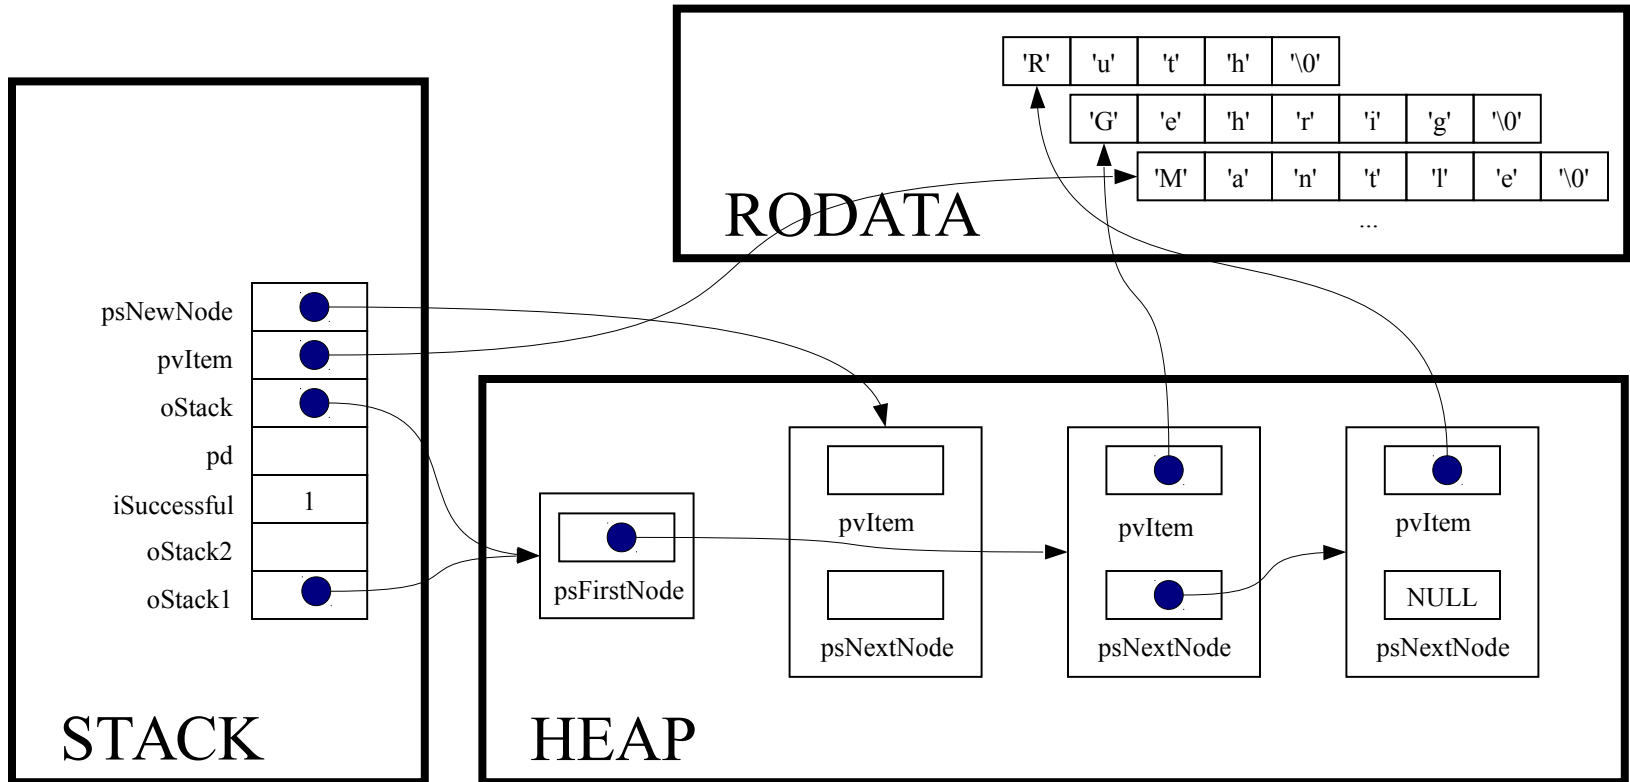 'R' 'u' 't' 'h' '\0'
'G' 'e' 'h' 'r' 'i' 'g' '\0'
'M' 'a' 'n' 't' 'l' 'e' '\0'
...
RODATA
psNewNode
pvItem
oStack
pd
iSuccessful 1
oStack2
oStack1
STACK
psFirstNode
pvItem
psNextNode
pvItem
psNextNode
pvItem
NULL
psNextNode
HEAP